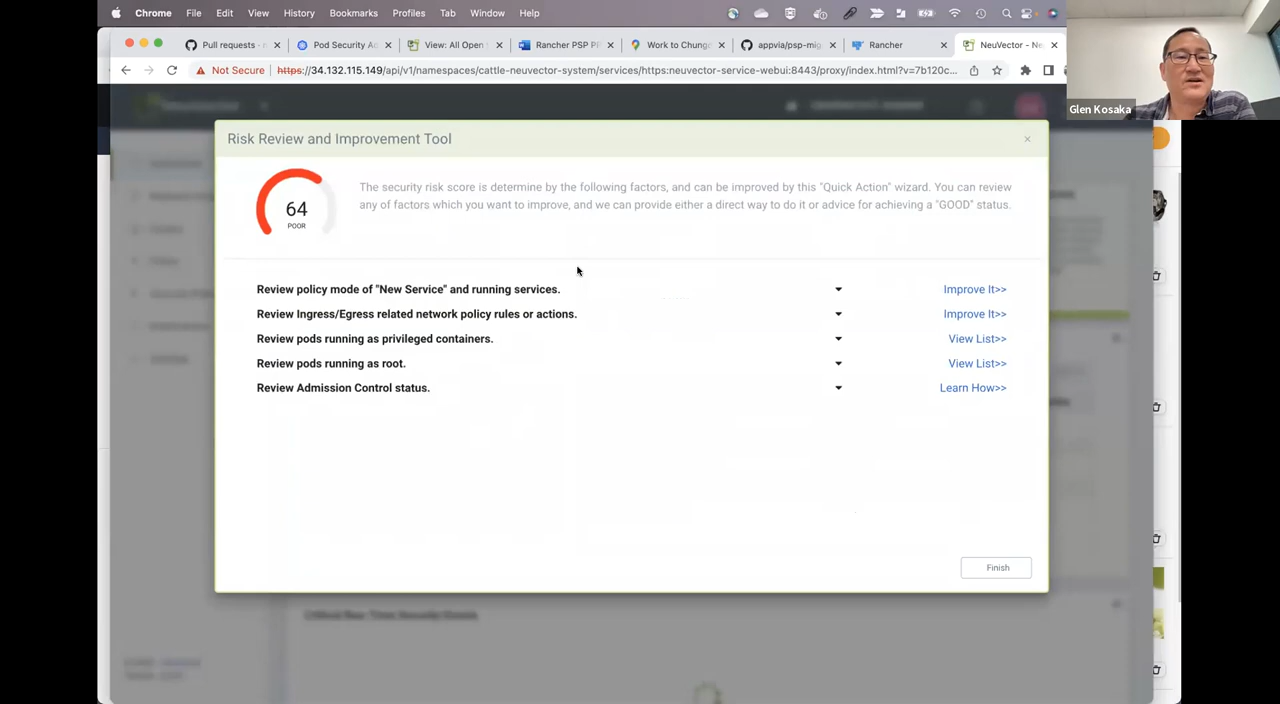 Chrome File Edit View History Bookmarks Profiles Tab Window Help
Pull requests · n
Pod Security Ad
View: All Open
Rancher PSP PF
Work to Chung
appvia/psp-mig
Rancher
NeuVector - Ne
Not Secure https://34.132.115.149/api/v1/namespaces/cattle-neuvector-system/services/https:neuvector-service-webui:8443/proxy/index.html?v=7b120c...
Glen Kosaka
Risk Review and Improvement Tool
64
POOR
The security risk score is determine by the following factors, and can be improved by this "Quick Action" wizard. You can review
any of factors which you want to improve, and we can provide either a direct way to do it or advice for achieving a "GOOD" status.
Review policy mode of "New Service" and running services. Improve It>>
Review Ingress/Egress related network policy rules or actions. Improve It>>
Review pods running as privileged containers. View List>>
Review pods running as root. View List>>
Review Admission Control status. Learn How>>
Finish